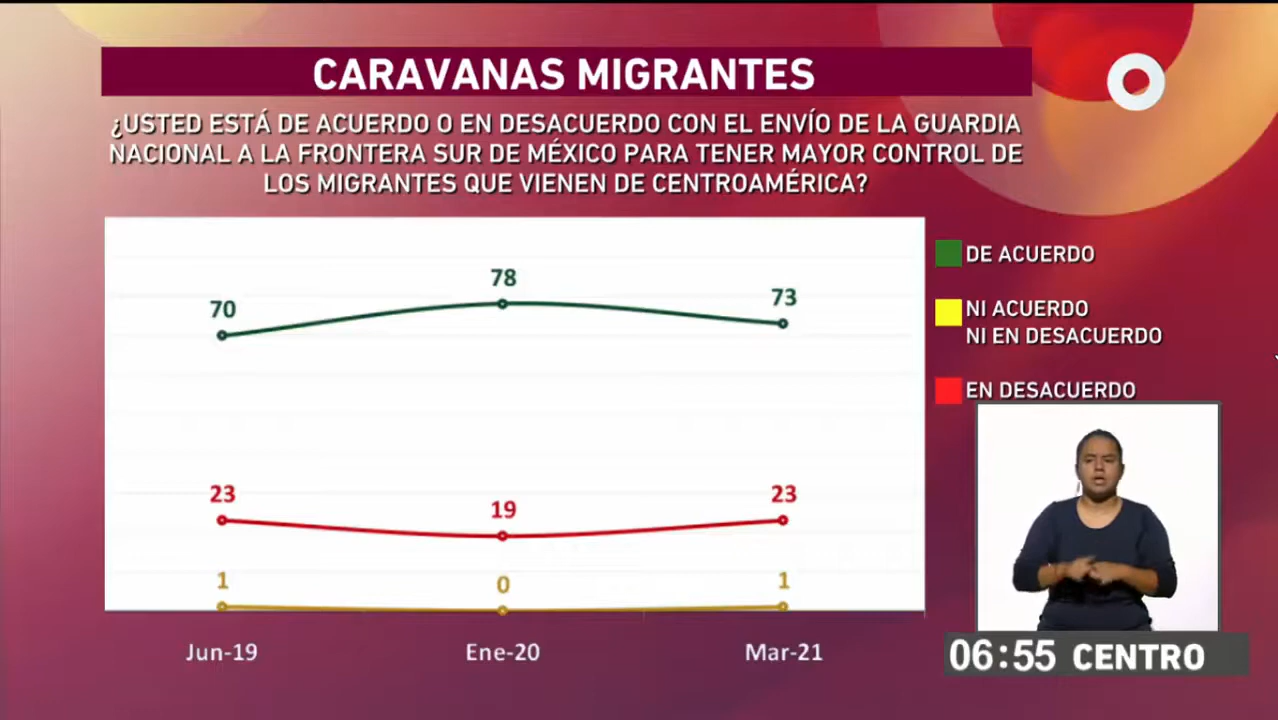 CARAVANAS MIGRANTES
¿USTED ESTÁ DE ACUERDO O EN DESACUERDO CON EL ENVÍO DE LA GUARDIA
NACIONAL A LA FRONTERA SUR DE MÉXICO PARA TENER MAYOR CONTROL DE
LOS MIGRANTES QUE VIENEN DE CENTROAMÉRICA?
DE ACUERDO
NI ACUERDO
NI EN DESACUERDO
EN DESACUERDO
70
78
73
23
19
23
1
0
1
Jun-19
Ene-20
Mar-21
06:55 CENTRO